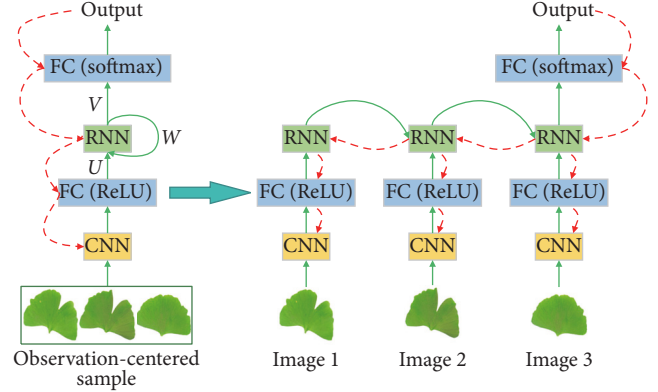 Output
FC (softmax)
V
RNN
W
U
FC (ReLU)
CNN
Observation-centered
sample
Output
FC (softmax)
RNN
RNN
RNN
FC (ReLU)
FC (ReLU)
FC (ReLU)
CNN
CNN
CNN
Image 1
Image 2
Image 3